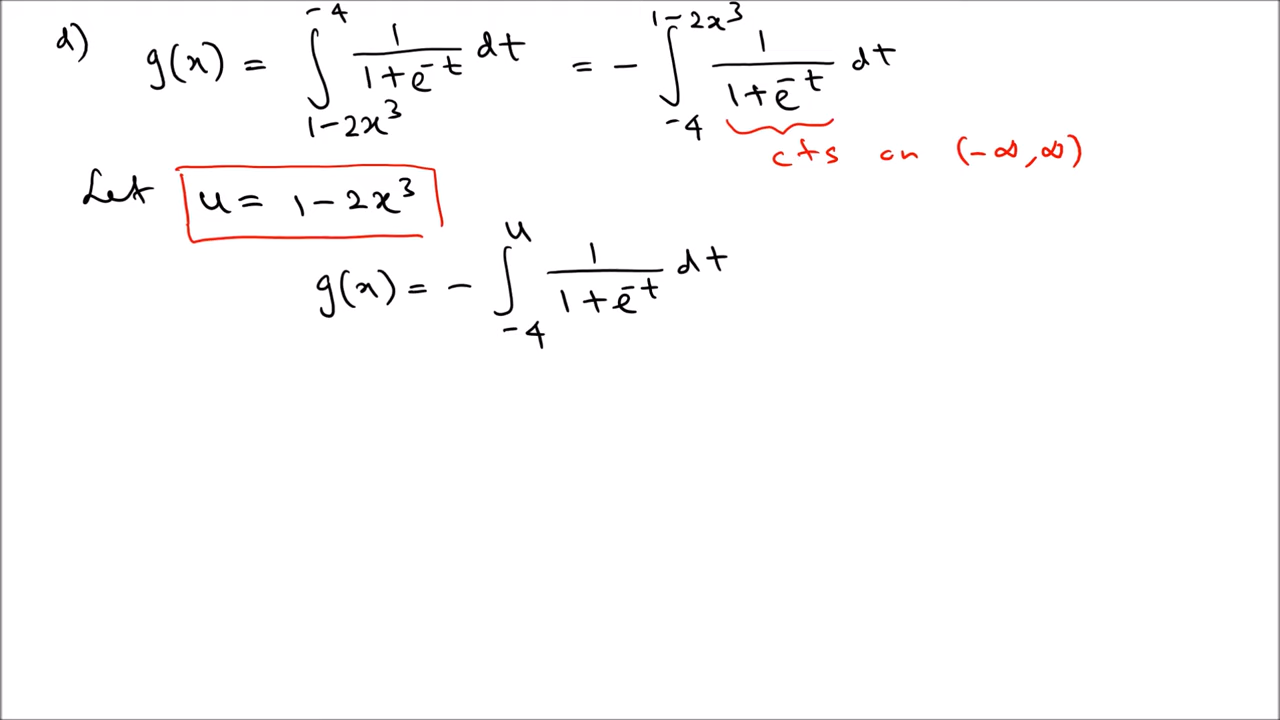 d) g(x) = ∫_{1-2x³}^{-4} 1/(1+e^{-t}) dt = - ∫_{-4}^{1-2x³} 1/(1+e^{-t}) dt
cts on (-∞,∞)
Let u = 1-2x³
g(x) = - ∫_{-4}^{u} 1/(1+e^{-t}) dt